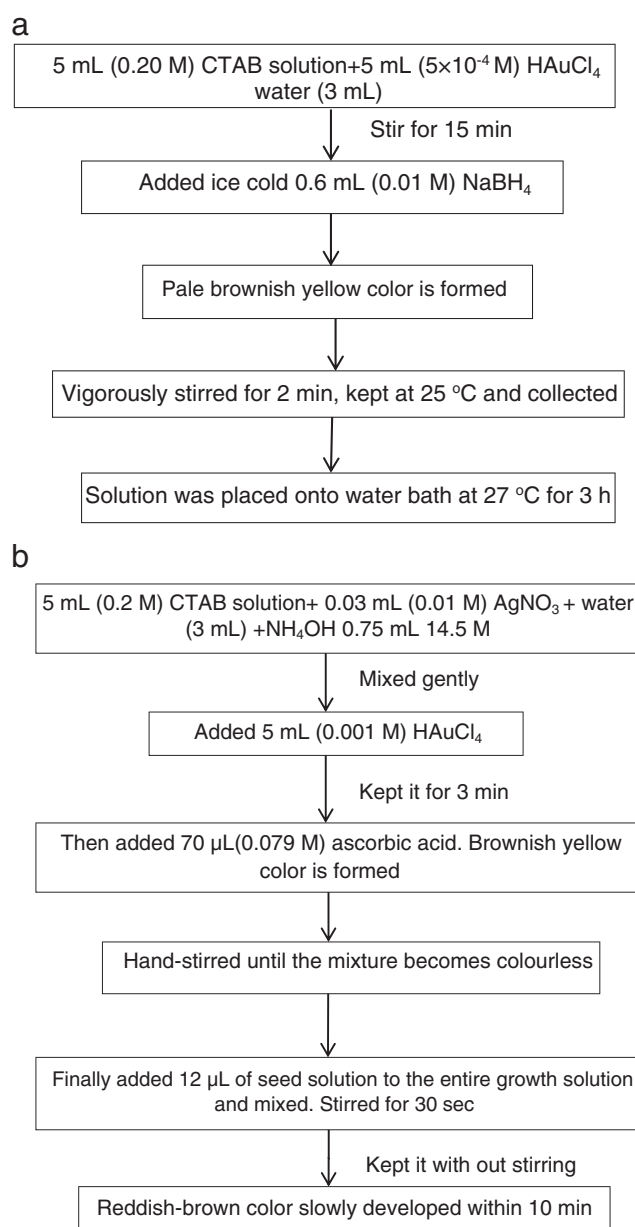 a
5 mL (0.20 M) CTAB solution+5 mL (5×10⁻⁴ M) HAuCl₄
water (3 mL)
Stir for 15 min
Added ice cold 0.6 mL (0.01 M) NaBH₄
Pale brownish yellow color is formed
Vigorously stirred for 2 min, kept at 25 °C and collected
Solution was placed onto water bath at 27 °C for 3 h
b
5 mL (0.2 M) CTAB solution+ 0.03 mL (0.01 M) AgNO₃ + water
(3 mL) +NH₄OH 0.75 mL 14.5 M
Mixed gently
Added 5 mL (0.001 M) HAuCl₄
Kept it for 3 min
Then added 70 µL(0.079 M) ascorbic acid. Brownish yellow
color is formed
Hand-stirred until the mixture becomes colourless
Finally added 12 µL of seed solution to the entire growth solution
and mixed. Stirred for 30 sec
Kept it with out stirring
Reddish-brown color slowly developed within 10 min